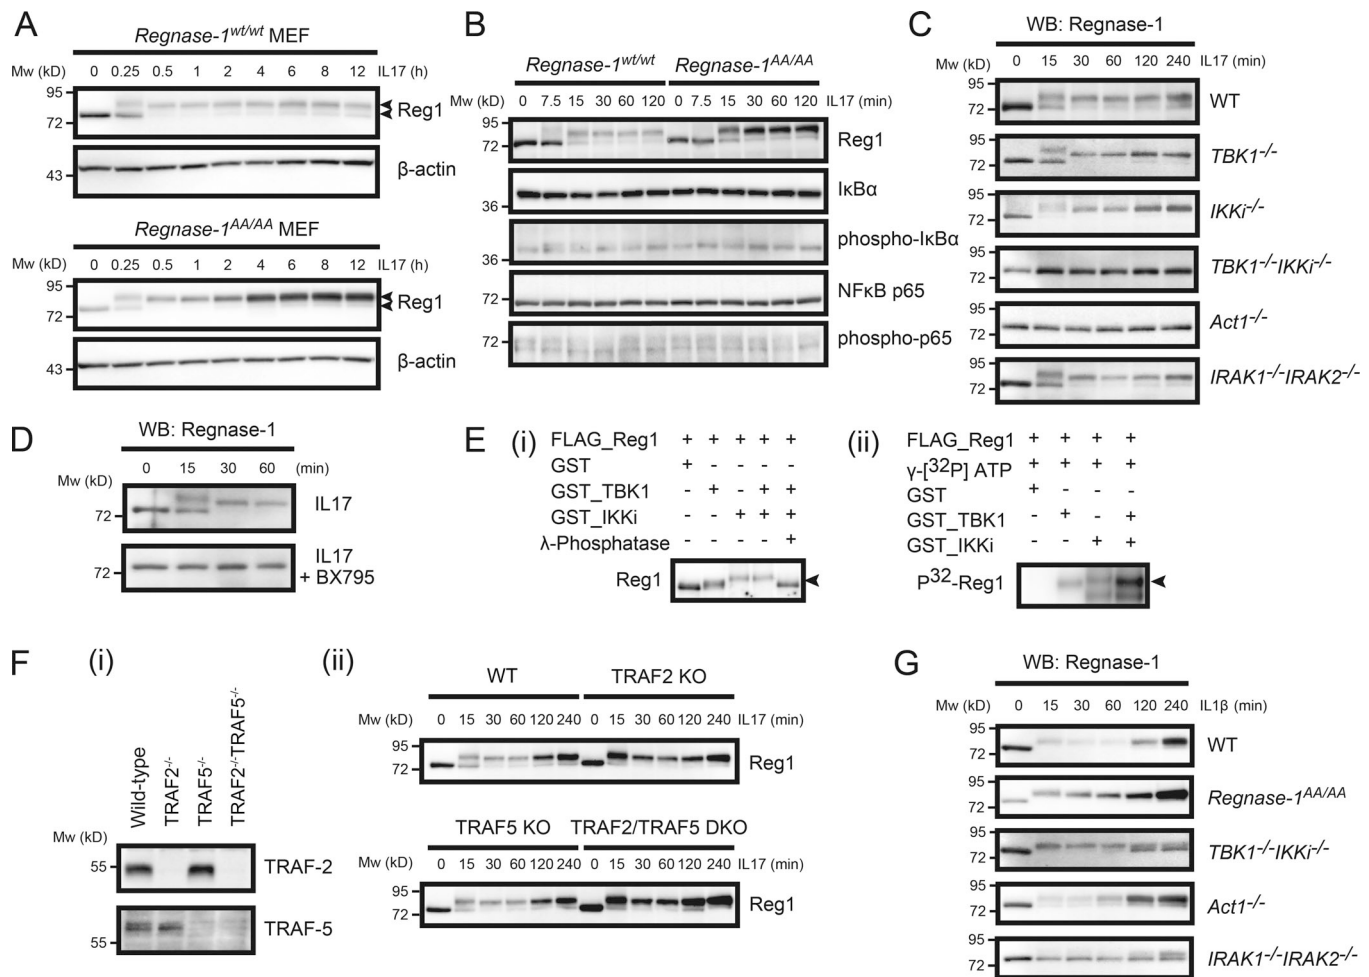 A
Regnase-1wt/wt MEF
Mw (kD) 0 0.25 0.5 1 2 4 6 8 12 IL17 (h)
95
72
Reg1
43
β-actin
Regnase-1AA/AA MEF
Mw (kD) 0 0.25 0.5 1 2 4 6 8 12 IL17 (h)
95
72
Reg1
43
β-actin
B
Regnase-1wt/wt Regnase-1AA/AA
Mw (kD) 0 7.5 15 30 60 120 0 7.5 15 30 60 120 IL17 (min)
95
72
Reg1
IκBα
36
phospho-IκBα
36
NFκB p65
72
phospho-p65
72
C
WB: Regnase-1
Mw (kD) 0 15 30 60 120 240 IL17 (min)
95
72
WT
95
72
TBK1-/-
95
72
IKKi-/-
95
72
TBK1-/-IKKi-/-
95
72
Act1-/-
95
72
IRAK1-/-IRAK2-/-
D
WB: Regnase-1
0 15 30 60 (min)
Mw (kD)
72
IL17
72
IL17
+ BX795
E
(i)
FLAG_Reg1 + + + + +
GST + - - - -
GST_TBK1 - + - + +
GST_IKKi - - + + +
λ-Phosphatase - - - - +
Reg1
(ii)
FLAG_Reg1 + + + +
γ-[32P] ATP + + + +
GST + - - -
GST_TBK1 - + - +
GST_IKKi - - + +
P32-Reg1
F
(i)
Wild-type
TRAF2-/-
TRAF5-/-
TRAF2-/-TRAF5-/-
Mw (kD)
55
TRAF-2
55
TRAF-5
(ii)
WT TRAF2 KO
Mw (kD) 0 15 30 60 120 240 0 15 30 60 120 240 IL17 (min)
95
72
Reg1
TRAF5 KO TRAF2/TRAF5 DKO
Mw (kD) 0 15 30 60 120 240 0 15 30 60 120 240 IL17 (min)
95
72
Reg1
G
WB: Regnase-1
Mw (kD) 0 15 30 60 120 240 IL1β (min)
95
72
WT
95
72
Regnase-1AA/AA
95
72
TBK1-/-IKKi-/-
95
72
Act1-/-
95
72
IRAK1-/-IRAK2-/-